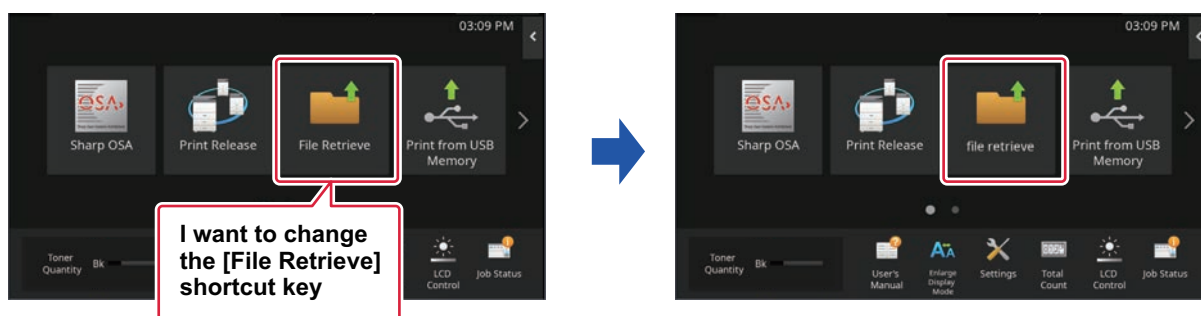 03:09 PM
OSA
Sharp OSA
Print Release
File Retrieve
Print from USB
Memory
I want to change
the [File Retrieve]
shortcut key
Toner
Quantity
Bk
LCD
Control
Job Status
03:09 PM
OSA
Sharp OSA
Print Release
file retrieve
Print from USB
Memory
Toner
Quantity
Bk
User's
Manual
Enlarge
Display
Mode
Settings
Total
Count
LCD
Control
Job Status